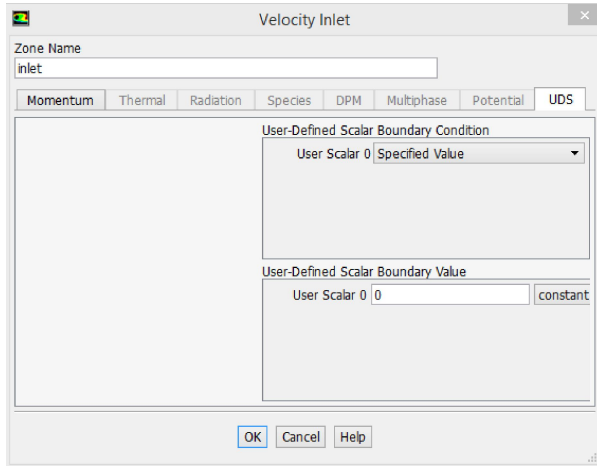 Velocity Inlet
Zone Name
inlet
Momentum Thermal Radiation Species DPM Multiphase Potential UDS
User-Defined Scalar Boundary Condition
User Scalar 0 Specified Value
User-Defined Scalar Boundary Value
User Scalar 0 0 constant
OK Cancel Help